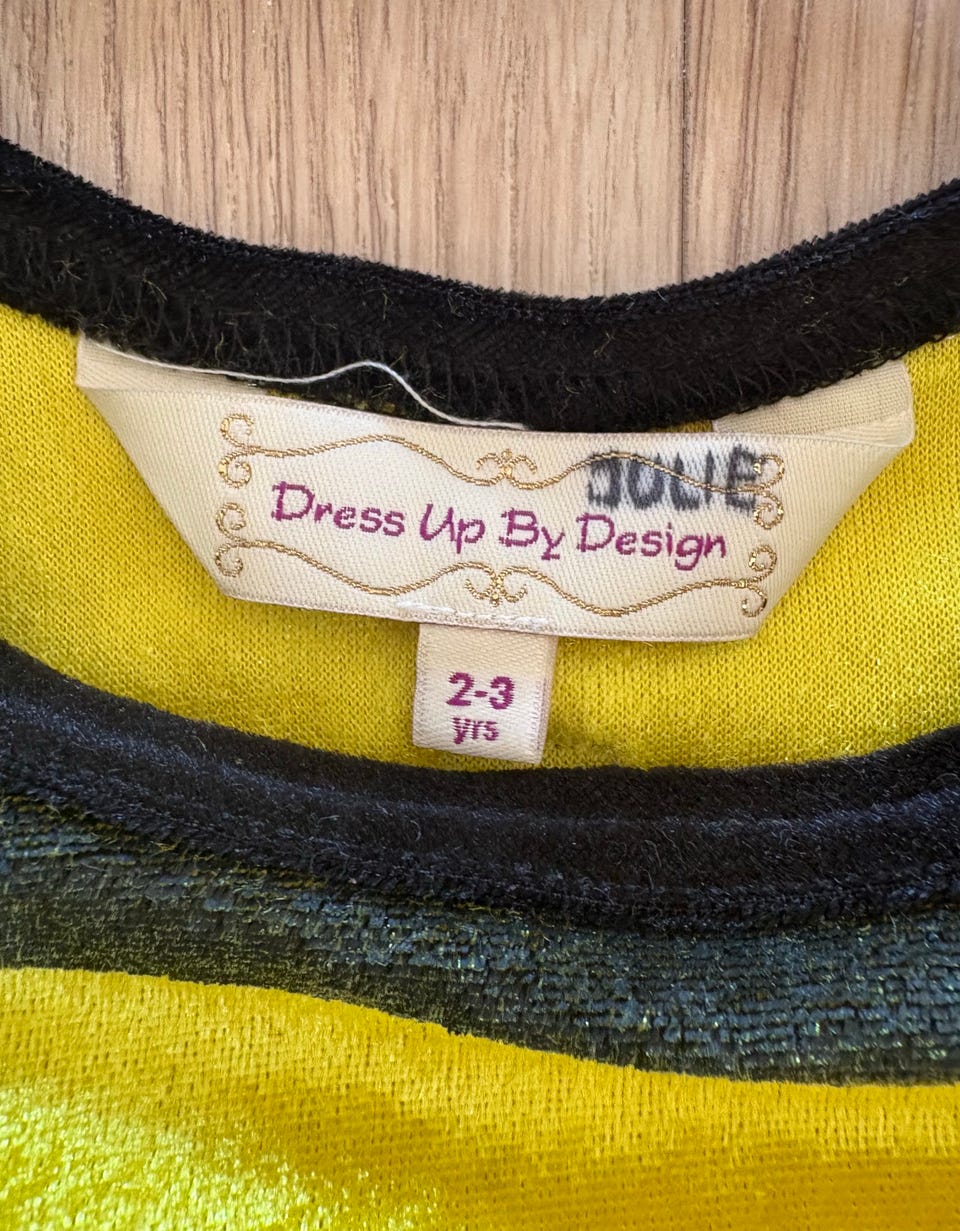 JULIE
Dress Up By Design
2-3
yrs